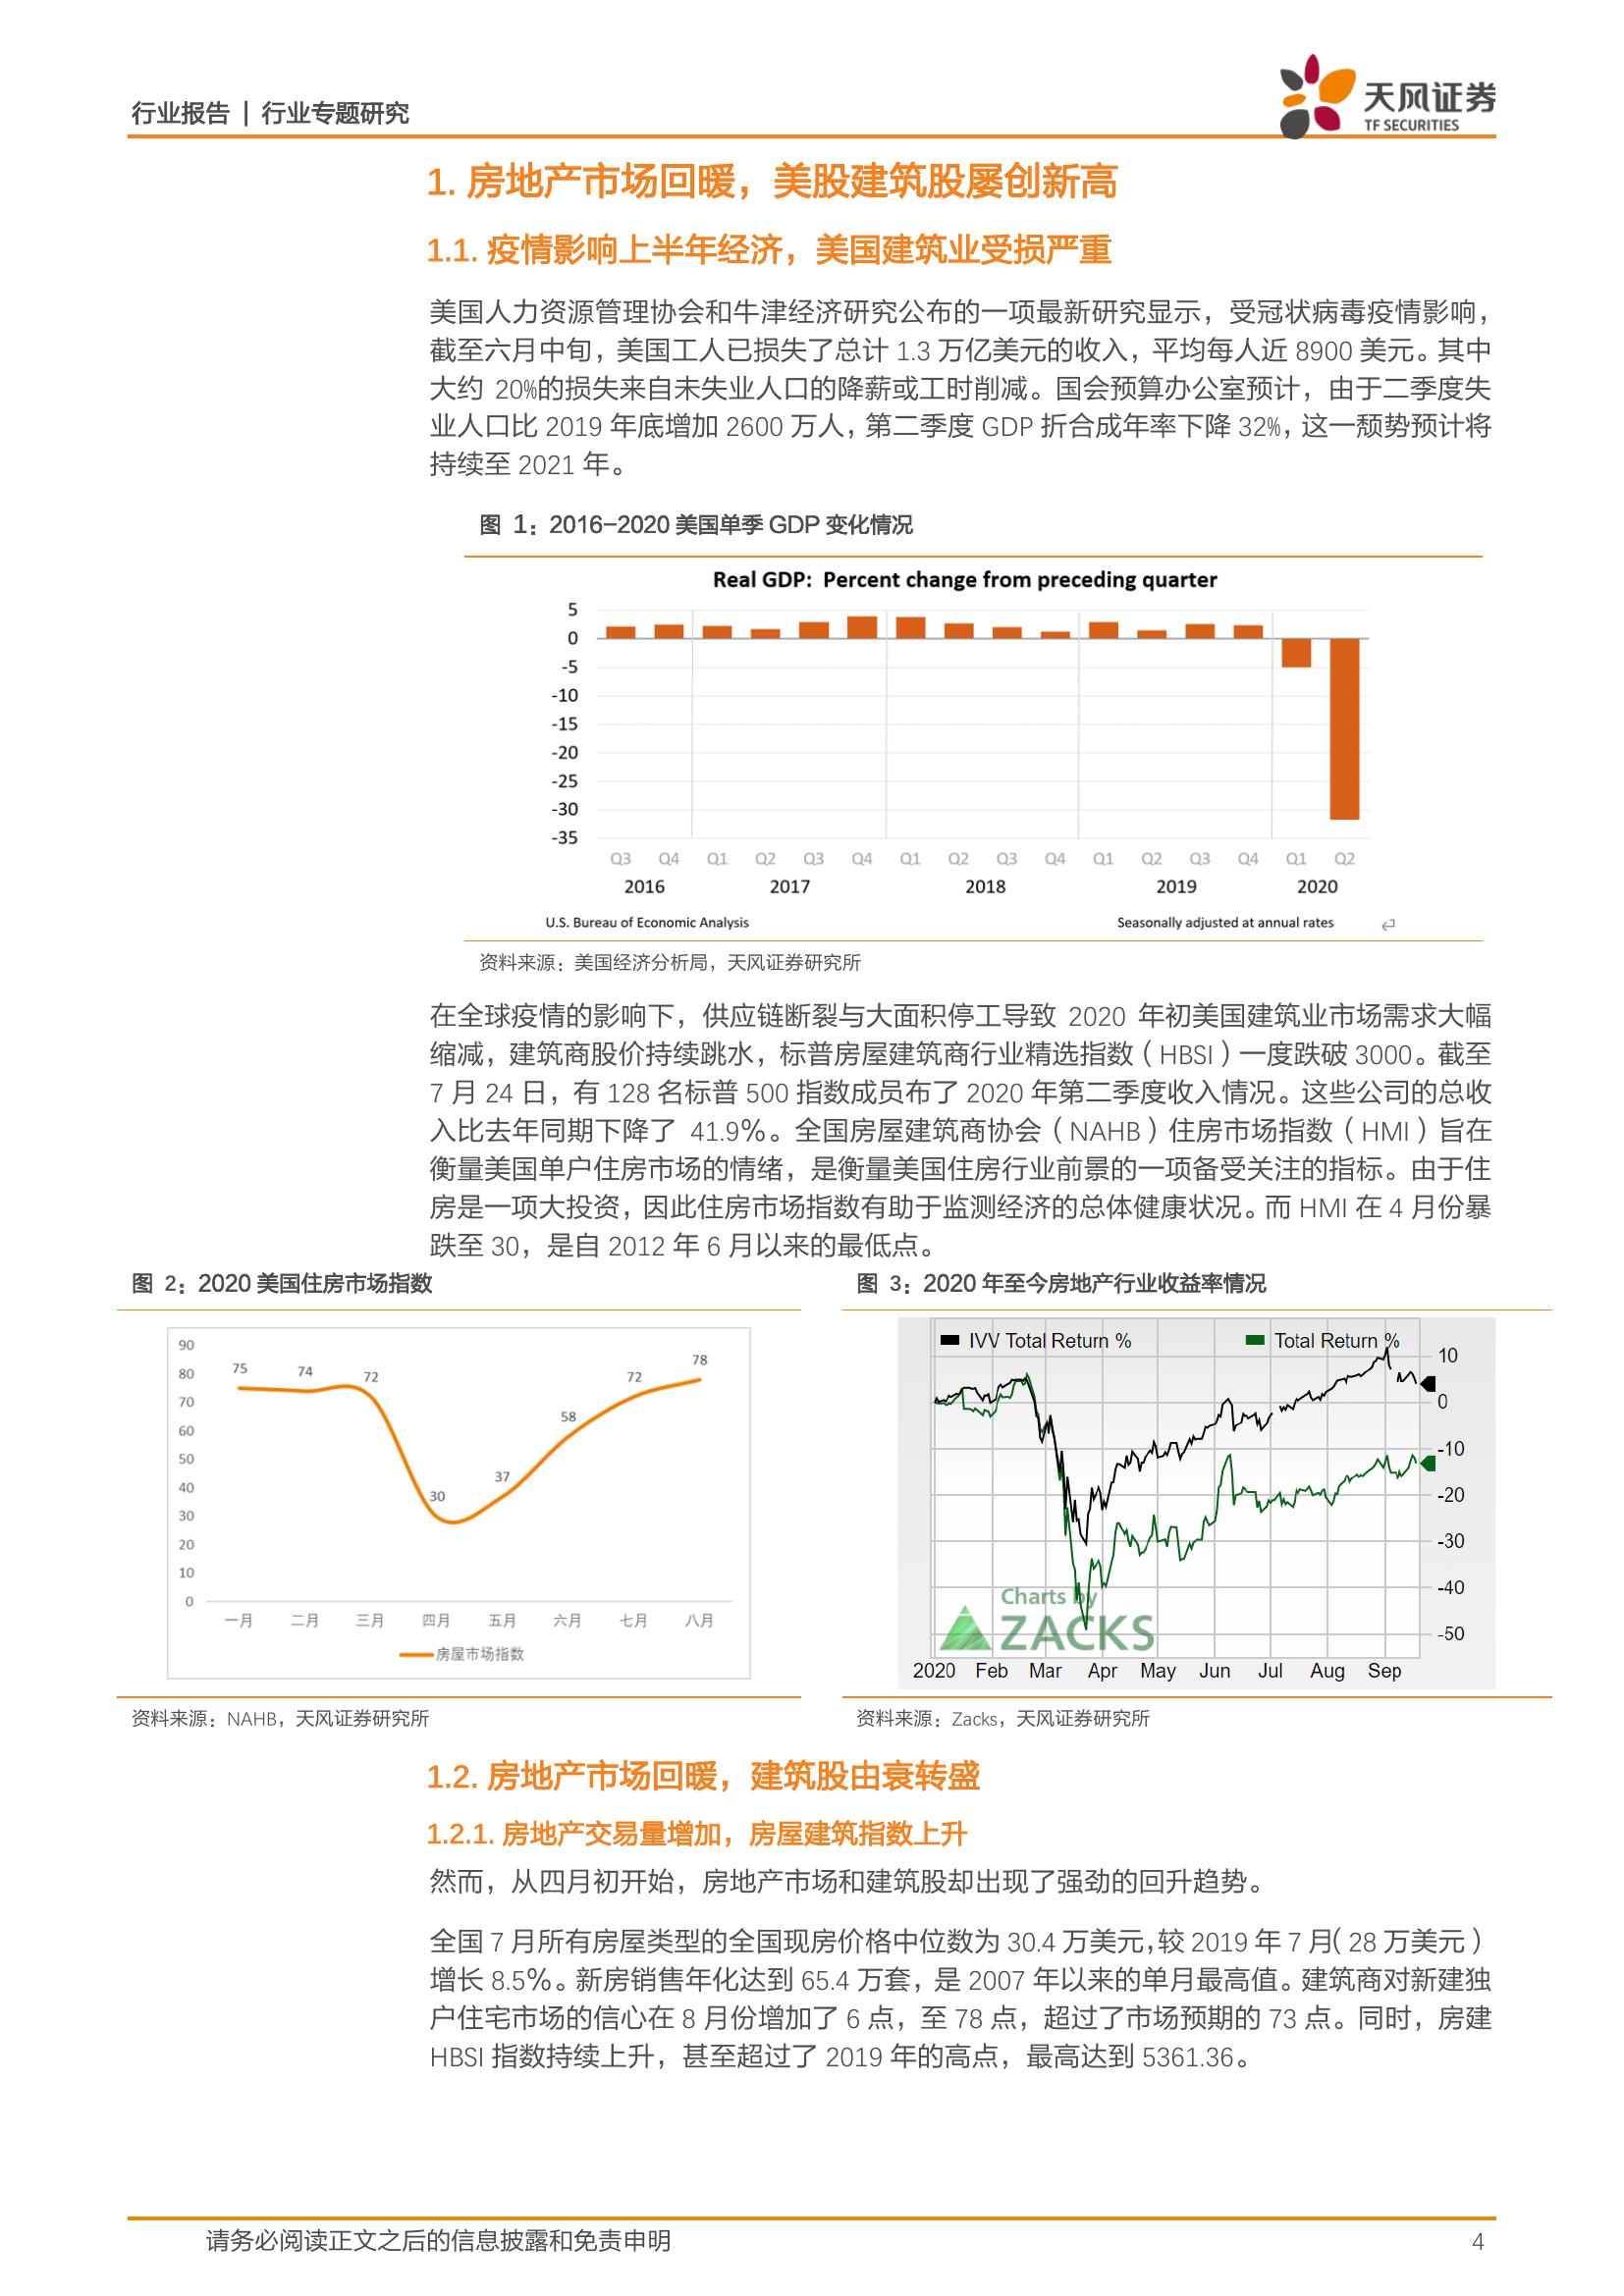 行业报告 | 行业专题研究
天风证券
TF SECURITIES
1. 房地产市场回暖，美股建筑股屡创新高
1.1. 疫情影响上半年经济，美国建筑业受损严重
美国人力资源管理协会和牛津经济研究公布的一项最新研究显示，受冠状病毒疫情影响，
截至六月中旬，美国工人已损失了总计 1.3 万亿美元的收入，平均每人近 8900 美元。其中
大约 20%的损失来自未失业人口的降薪或工时削减。国会预算办公室预计，由于二季度失
业人口比 2019 年底增加 2600 万人，第二季度 GDP 折合成年率下降 32%，这一颓势预计将
持续至 2021 年。
图 1：2016-2020 美国单季 GDP 变化情况
Real GDP: Percent change from preceding quarter
5
0
-5
-10
-15
-20
-25
-30
-35
Q3 Q4 Q1 Q2 Q3 Q4 Q1 Q2 Q3 Q4 Q1 Q2 Q3 Q4 Q1 Q2
2016 2017 2018 2019 2020
U.S. Bureau of Economic Analysis Seasonally adjusted at annual rates
资料来源：美国经济分析局，天风证券研究所
在全球疫情的影响下，供应链断裂与大面积停工导致 2020 年初美国建筑业市场需求大幅
缩减，建筑商股价持续跳水，标普房屋建筑商行业精选指数（HBSI）一度跌破 3000。截至
7 月 24 日，有 128 名标普 500 指数成员布了 2020 年第二季度收入情况。这些公司的总收
入比去年同期下降了 41.9%。全国房屋建筑商协会（NAHB）住房市场指数（HMI）旨在
衡量美国单户住房市场的情绪，是衡量美国住房行业前景的一项备受关注的指标。由于住
房是一项大投资，因此住房市场指数有助于监测经济的总体健康状况。而 HMI 在 4 月份暴
跌至 30，是自 2012 年 6 月以来的最低点。
图 2：2020 美国住房市场指数
90
80
70
60
50
40
30
20
10
0
75 74 72 30 37 58 72 78
一月 二月 三月 四月 五月 六月 七月 八月
房屋市场指数
资料来源：NAHB，天风证券研究所
图 3：2020 年至今房地产行业收益率情况
IVV Total Return % Total Return %
10
0
-10
-20
-30
-40
-50
Charts by
ZACKS
2020 Feb Mar Apr May Jun Jul Aug Sep
资料来源：Zacks，天风证券研究所
1.2. 房地产市场回暖，建筑股由衰转盛
1.2.1. 房地产交易量增加，房屋建筑指数上升
然而，从四月初开始，房地产市场和建筑股却出现了强劲的回升趋势。
全国 7 月所有房屋类型的全国现房价格中位数为 30.4 万美元,较 2019 年 7 月（28 万美元）
增长 8.5%。新房销售年化达到 65.4 万套，是 2007 年以来的单月最高值。建筑商对新建独
户住宅市场的信心在 8 月份增加了 6 点，至 78 点，超过了市场预期的 73 点。同时，房建
HBSI 指数持续上升，甚至超过了 2019 年的高点，最高达到 5361.36。
请务必阅读正文之后的信息披露和免责申明 4